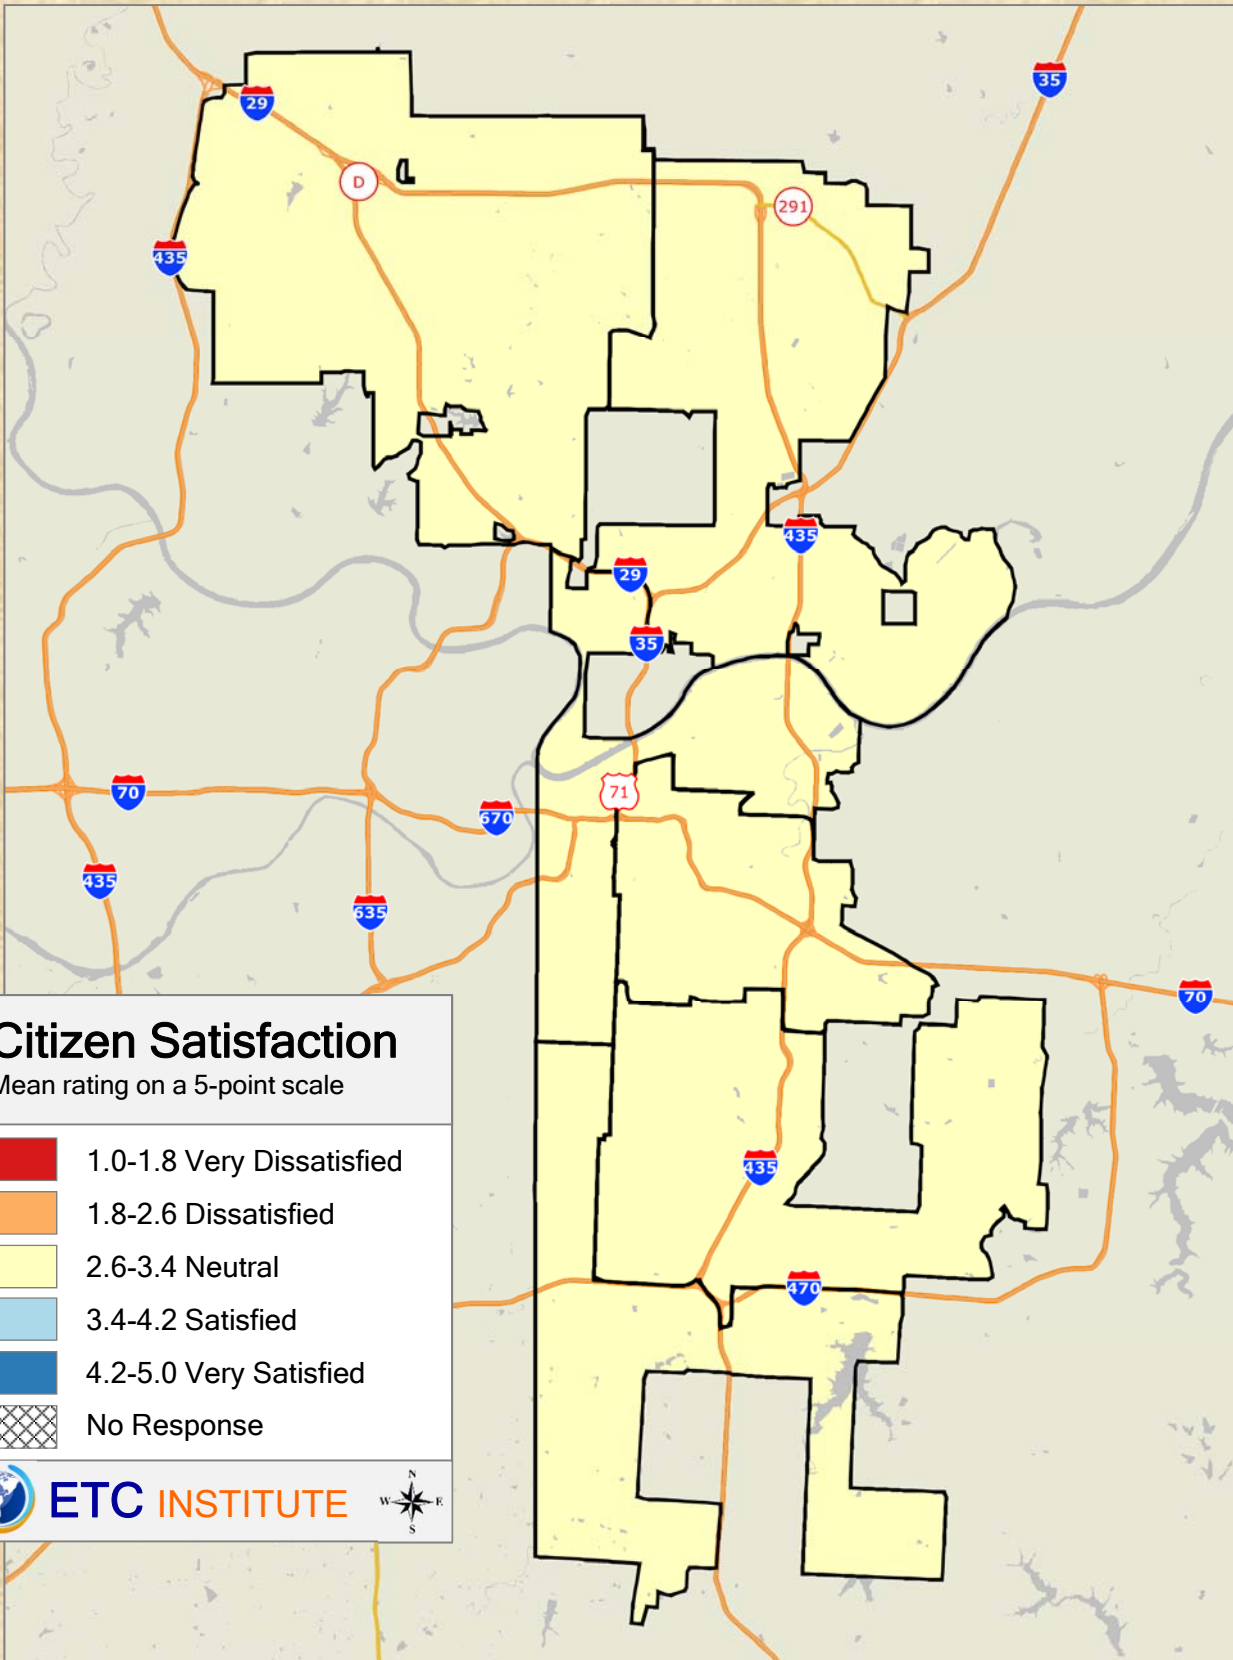 35
29
D
291
435
435
29
35
70
71
670
435
635
70
Citizen Satisfaction
Mean rating on a 5-point scale
1.0-1.8 Very Dissatisfied
1.8-2.6 Dissatisfied
2.6-3.4 Neutral
3.4-4.2 Satisfied
4.2-5.0 Very Satisfied
No Response
435
470
ETC INSTITUTE
N
W E
S